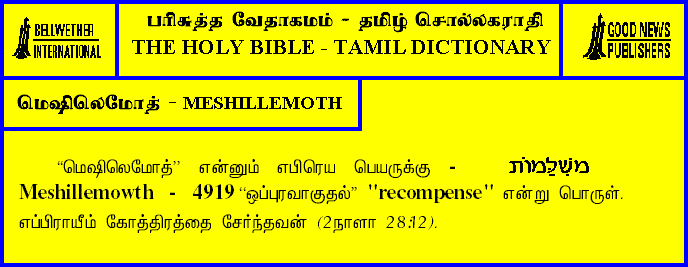 BELLWETHER
INTERNATIONAL
பரிசுத்த வேதாகமம் - தமிழ் சொல்லகராதி
THE HOLY BIBLE - TAMIL DICTIONARY
GOOD NEWS
PUBLISHERS
மெஷிலெமோத் - MESHILLEMOTH
“மெஷிலெமோத்” என்னும் எபிரெய பெயருக்கு - מְשִׁלֵּמוֹת
Meshillemowth - 4919 “ஒப்புரவாகுதல்” "recompense" என்று பொருள்.
எப்பிராயீம் கோத்திரத்தை சேர்ந்தவன் (2நாளா 28:12).